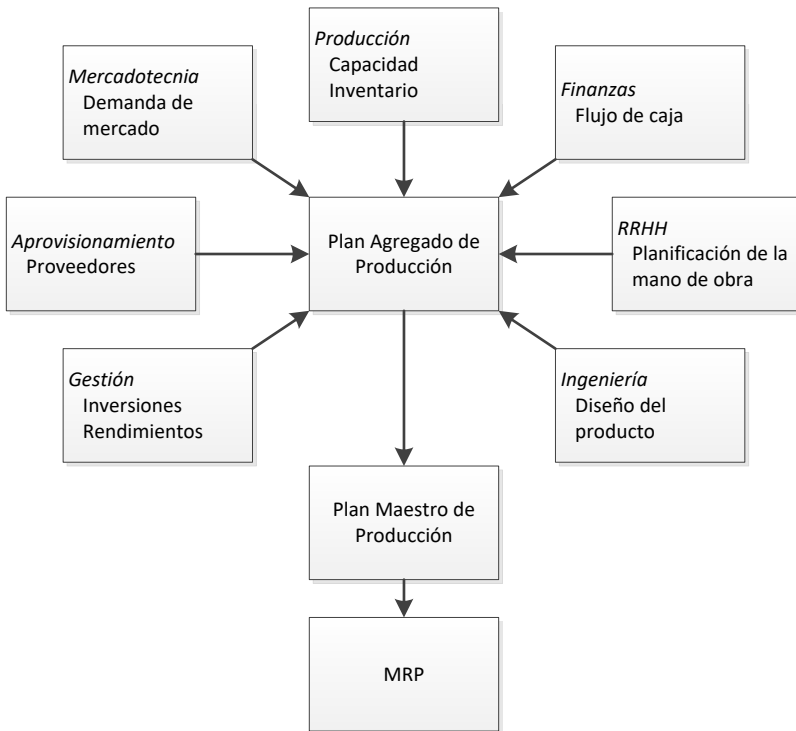 Producción
Capacidad
Inventario
Mercadotecnia
Demanda de
mercado
Finanzas
Flujo de caja
Aprovisionamiento
Proveedores
Plan Agregado de
Producción
RRHH
Planificación de la
mano de obra
Gestión
Inversiones
Rendimientos
Ingeniería
Diseño del
producto
Plan Maestro de
Producción
MRP